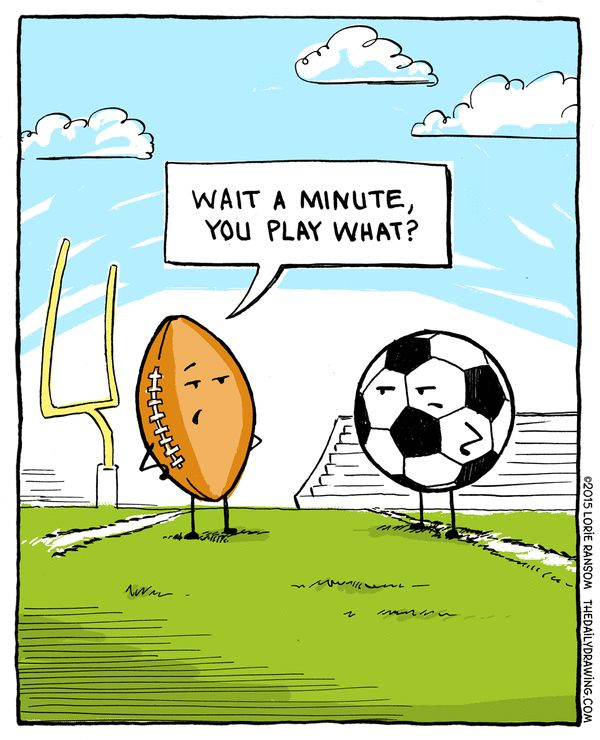 WAIT A MINUTE,
YOU PLAY WHAT?
©2015 LORIE RANSOM THEDAILYDRAWING.COM